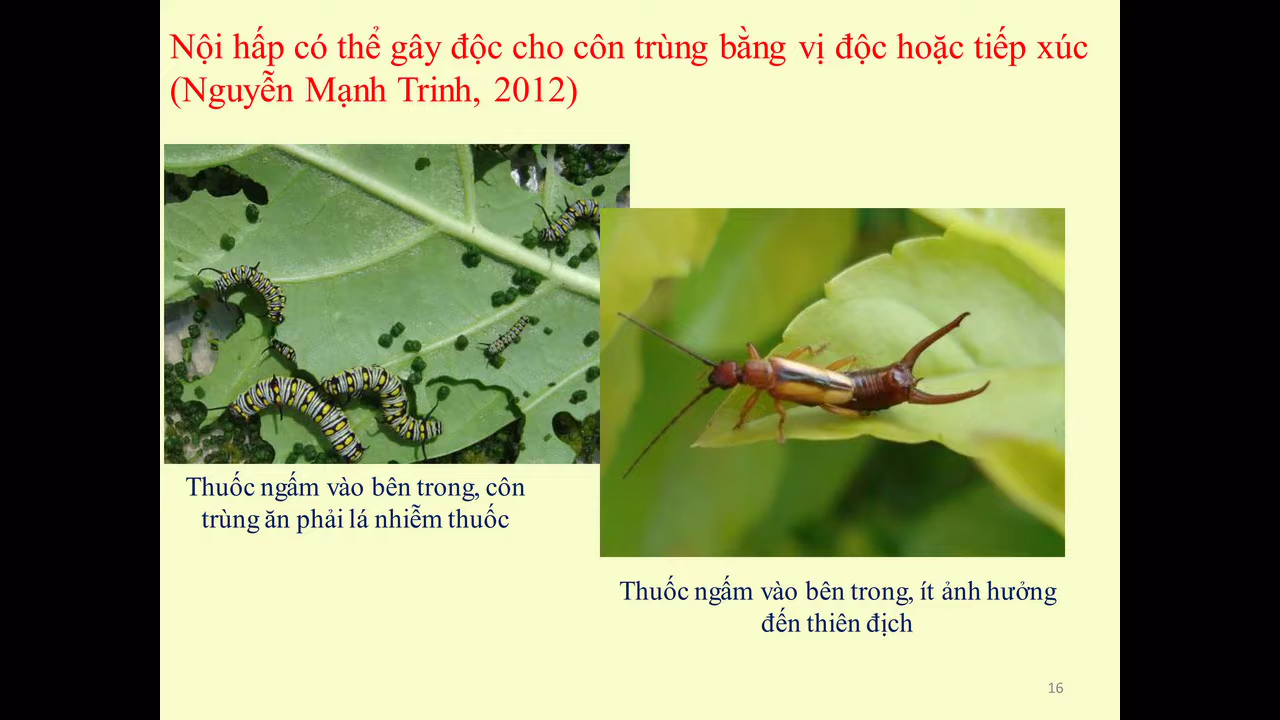 Nội hấp có thể gây độc cho côn trùng bằng vị độc hoặc tiếp xúc
(Nguyễn Mạnh Trinh, 2012)
Thuốc ngấm vào bên trong, côn
trùng ăn phải lá nhiễm thuốc
Thuốc ngấm vào bên trong, ít ảnh hưởng
đến thiên địch
16